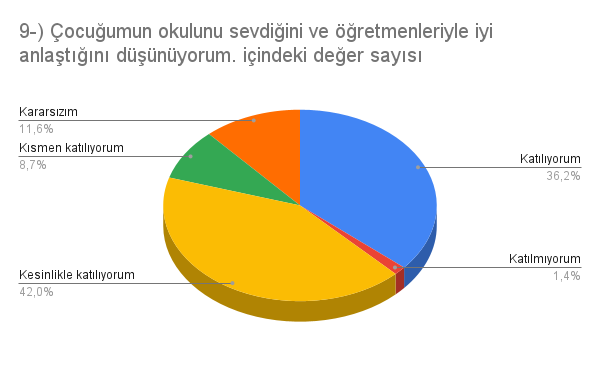 9-) Çocuğumun okulunu sevdiğini ve öğretmenleriyle iyi
anlaştığını düşünüyorum. içindeki değer sayısı
Kararsızım
11,6%
Kısmen katılıyorum
8,7%
Kesinlikle katılıyorum
42,0%
Katılıyorum
36,2%
Katılmıyorum
1,4%